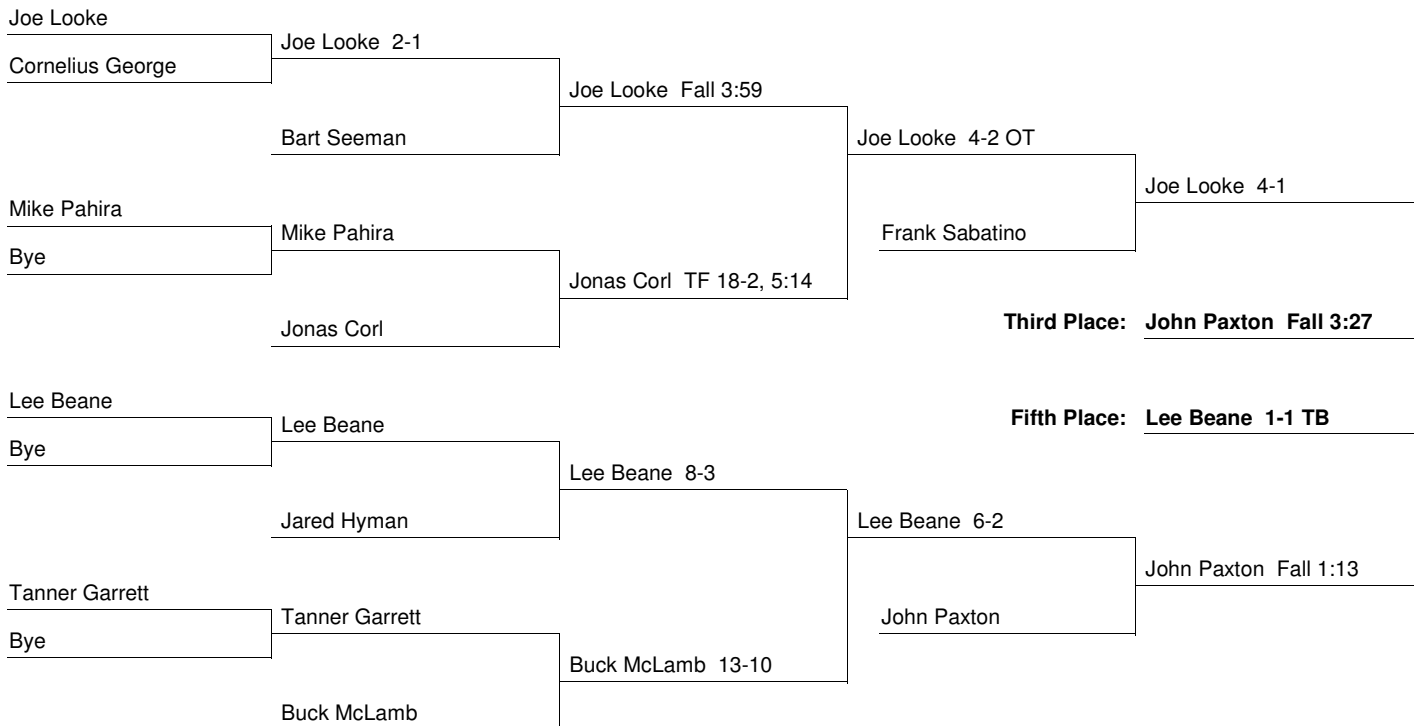 Joe Looke
Joe Looke 2-1
Cornelius George
Joe Looke Fall 3:59
Bart Seeman
Joe Looke 4-2 OT
Joe Looke 4-1
Mike Pahira
Mike Pahira
Frank Sabatino
Bye
Jonas Corl TF 18-2, 5:14
Jonas Corl
Third Place: John Paxton Fall 3:27
Lee Beane
Lee Beane
Fifth Place: Lee Beane 1-1 TB
Bye
Lee Beane 8-3
Jared Hyman
Lee Beane 6-2
John Paxton Fall 1:13
Tanner Garrett
Tanner Garrett
John Paxton
Bye
Buck McLamb 13-10
Buck McLamb